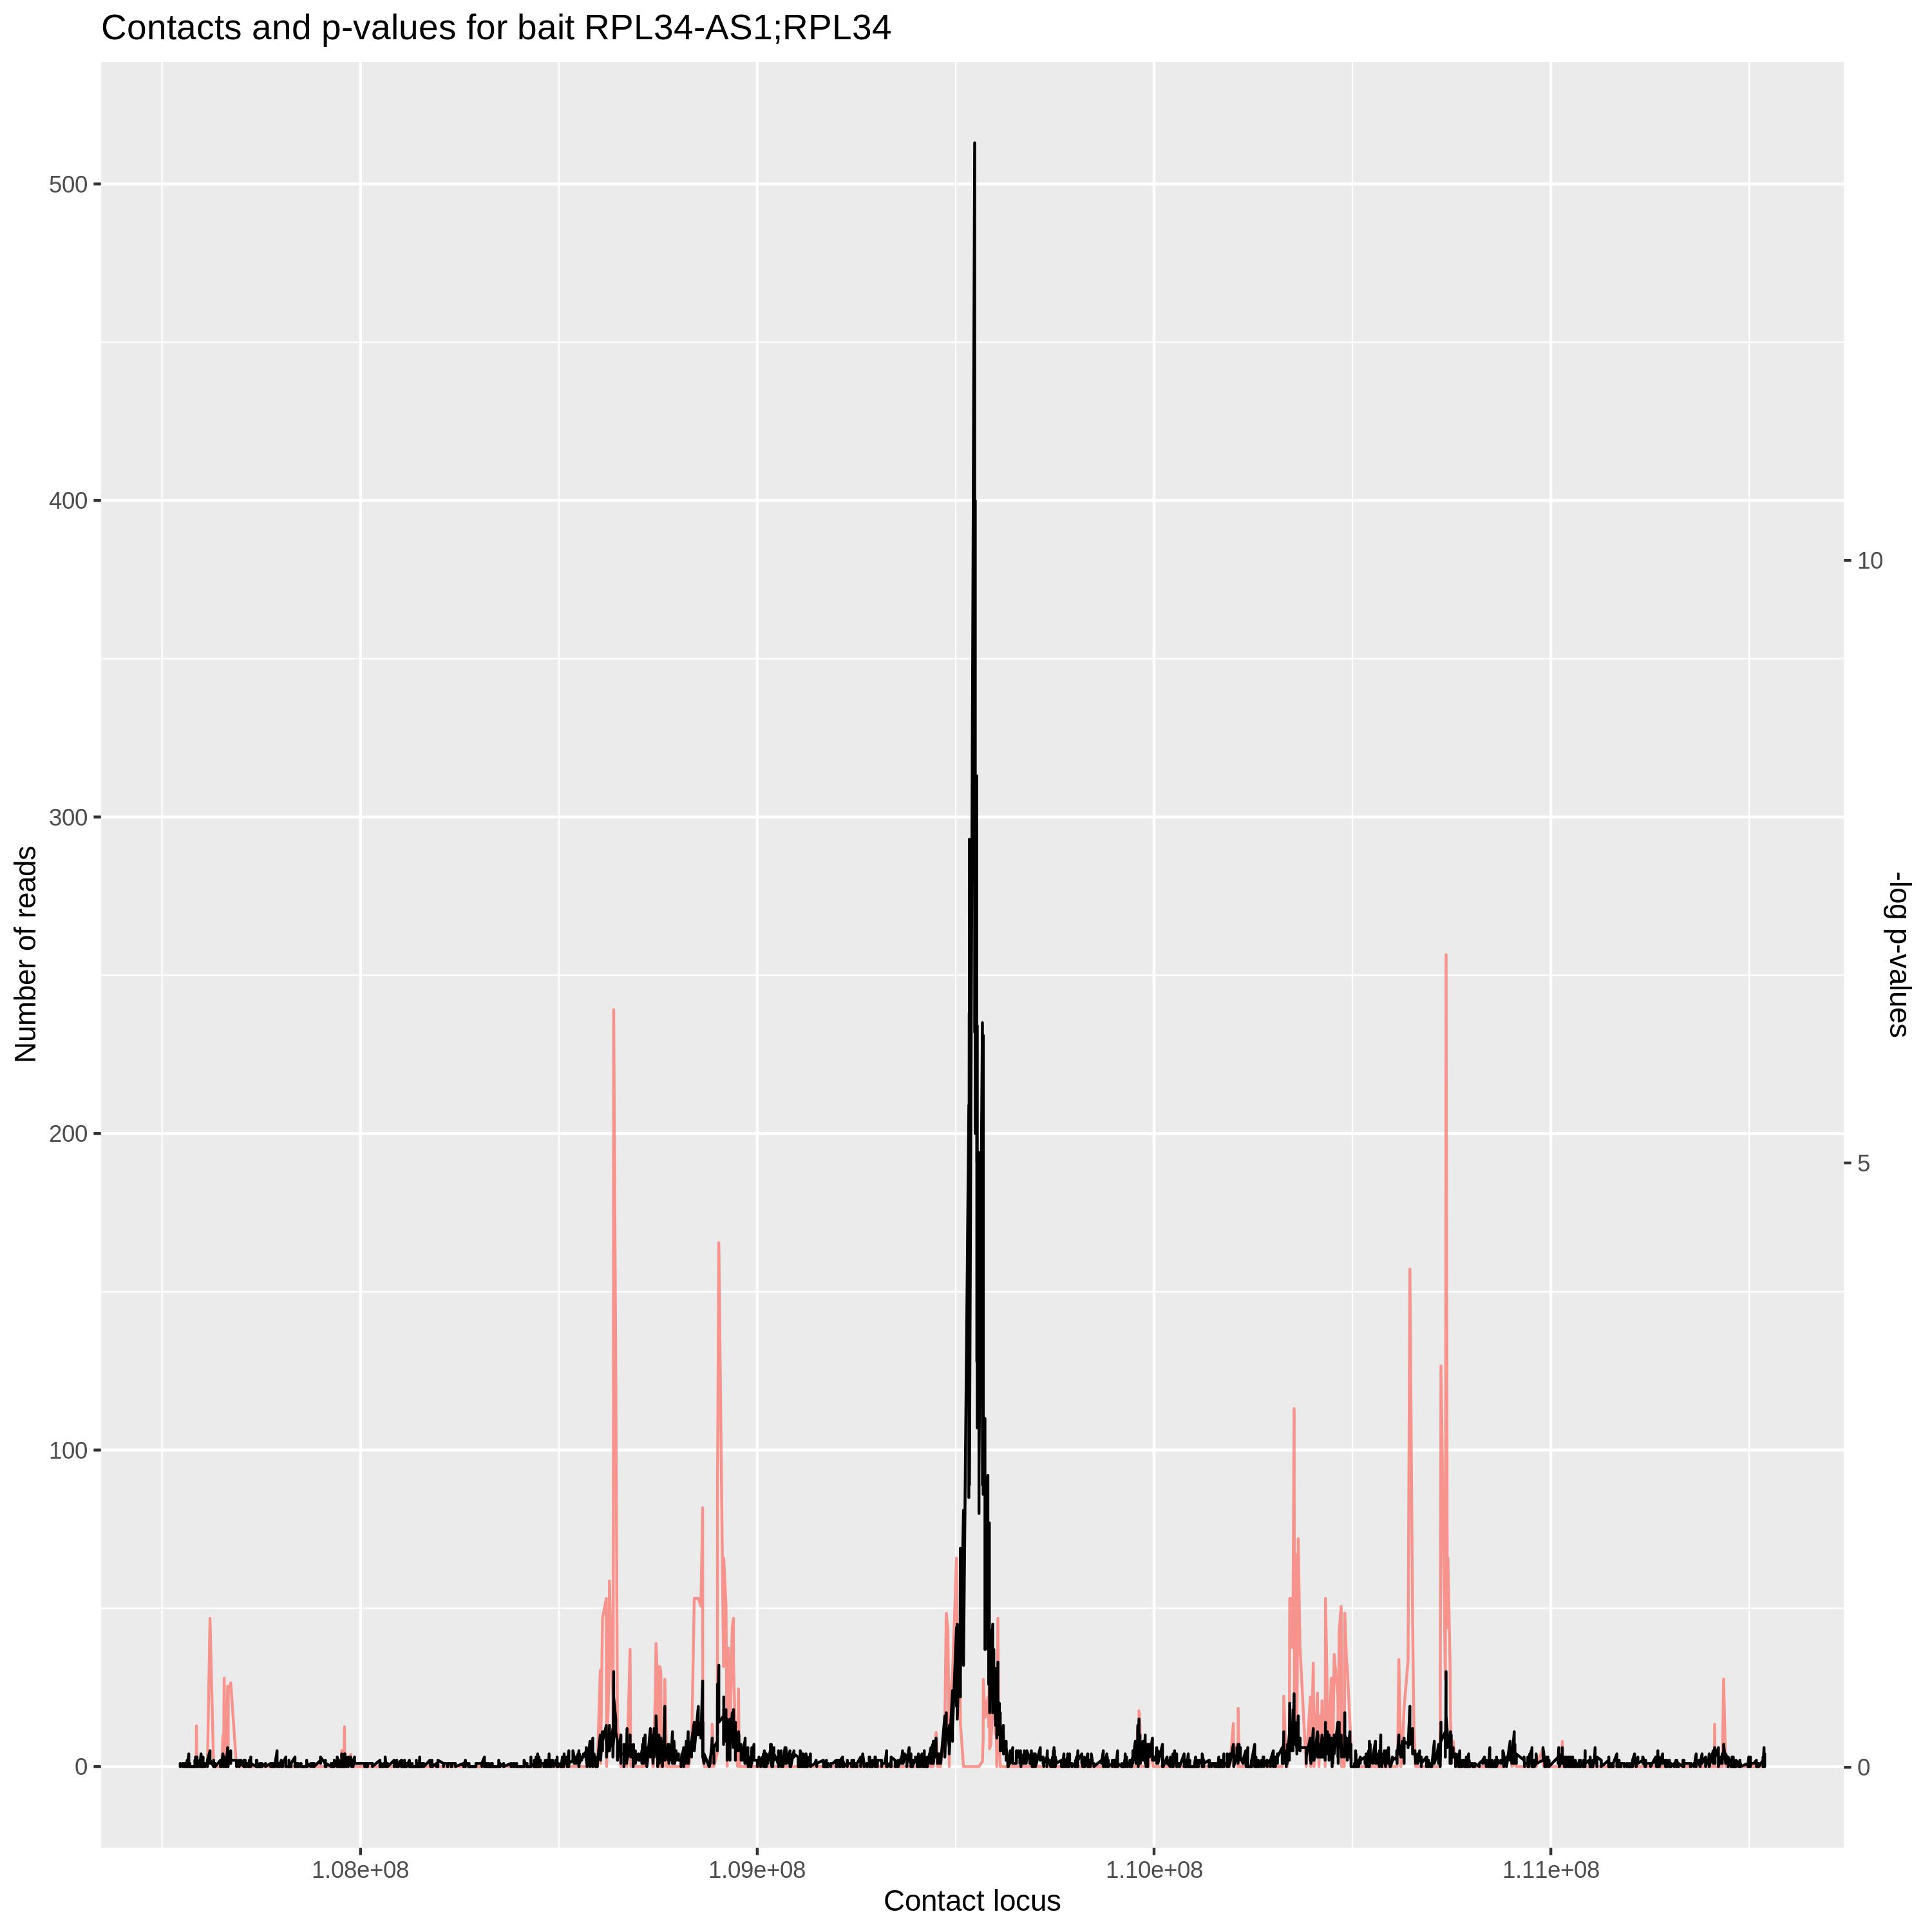 Contacts and p-values for bait RPL34-AS1;RPL34
500
400
300
200
100
0
Number of reads
10
5
0
-log p-values
1.08e+08
1.09e+08
1.10e+08
1.11e+08
Contact locus